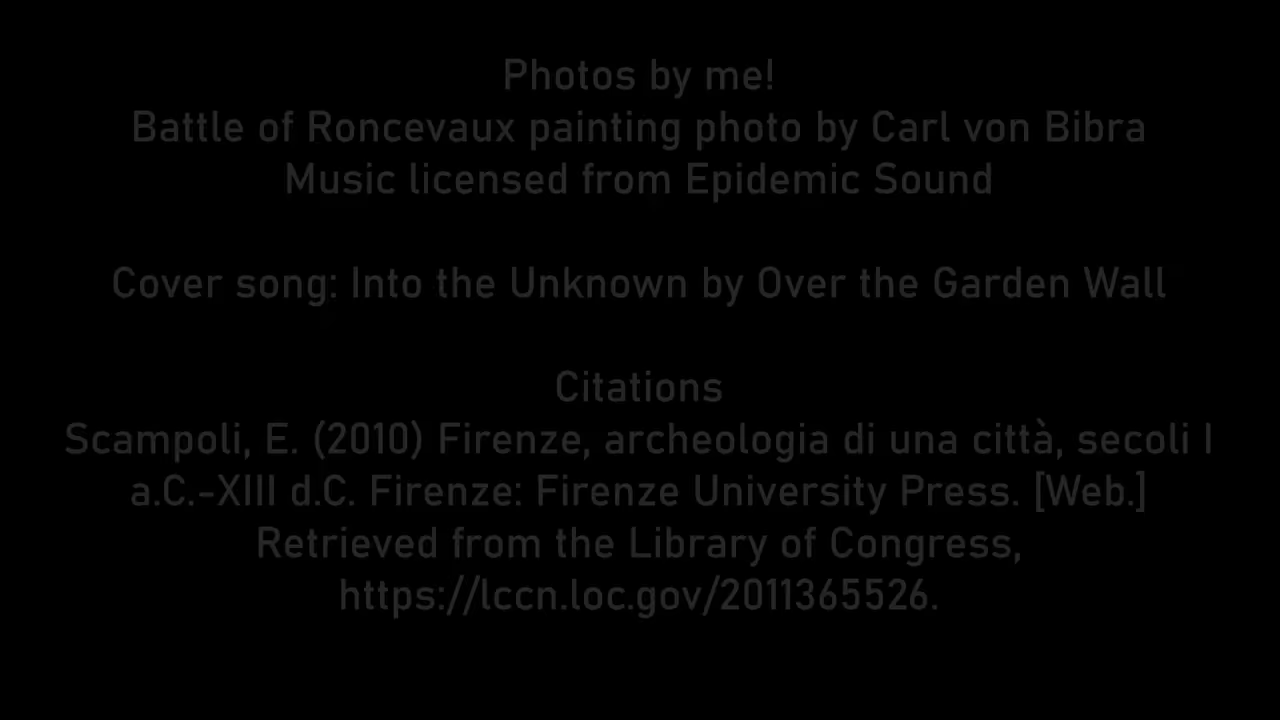 Photos by me!
Battle of Roncevaux painting photo by Carl von Bibra
Music licensed from Epidemic Sound
Cover song: Into the Unknown by Over the Garden Wall
Citations
Scampoli, E. (2010) Firenze, archeologia di una città, secoli I
a.C.-XIII d.C. Firenze: Firenze University Press. [Web.]
Retrieved from the Library of Congress,
https://lccn.loc.gov/2011365526.